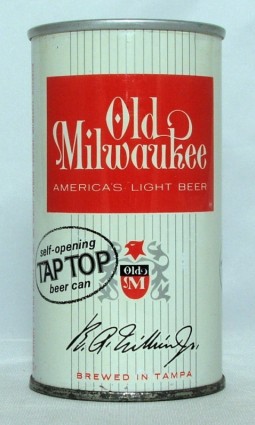 Old
Milwaukee
AMERICA'S LIGHT BEER
self-opening
TAP TOP
beer can
Old
M
BREWED IN TAMPA